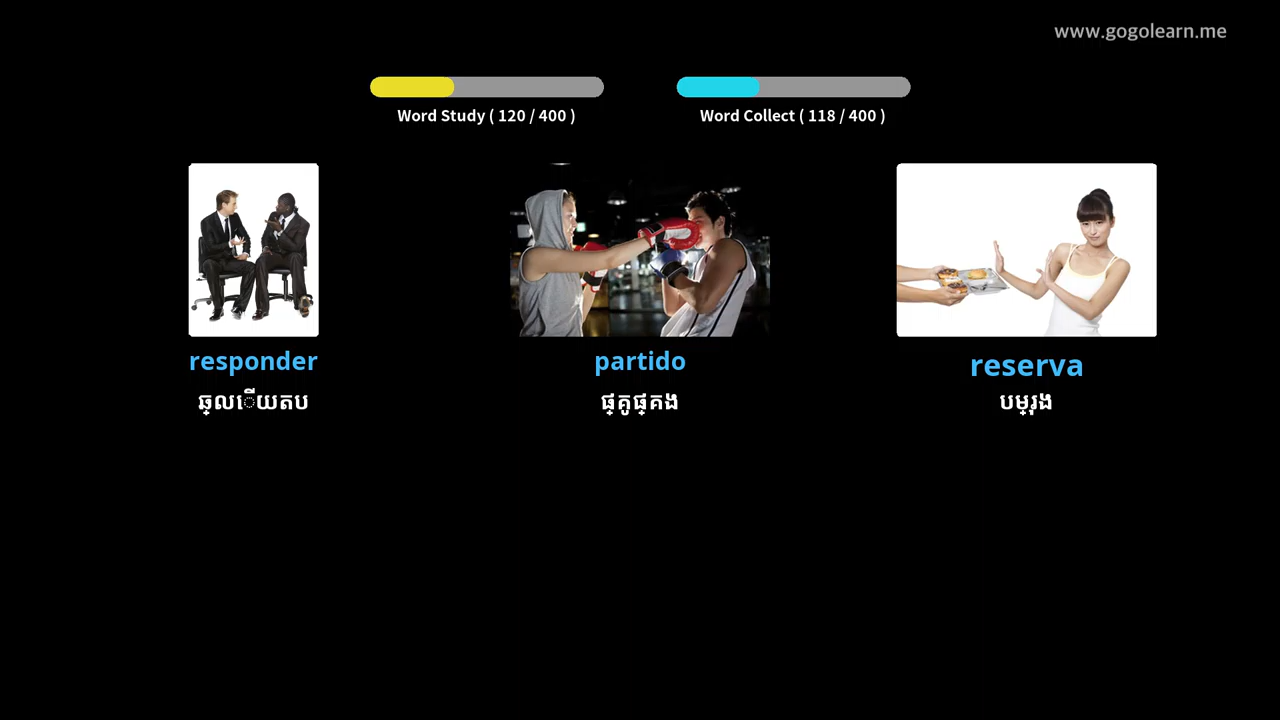 www.gogolearn.me
Word Study ( 120 / 400 )
Word Collect ( 118 / 400 )
responder
partido
reserva
ឆ្លើយតប
ផ្គូផ្គង
បម្រុង